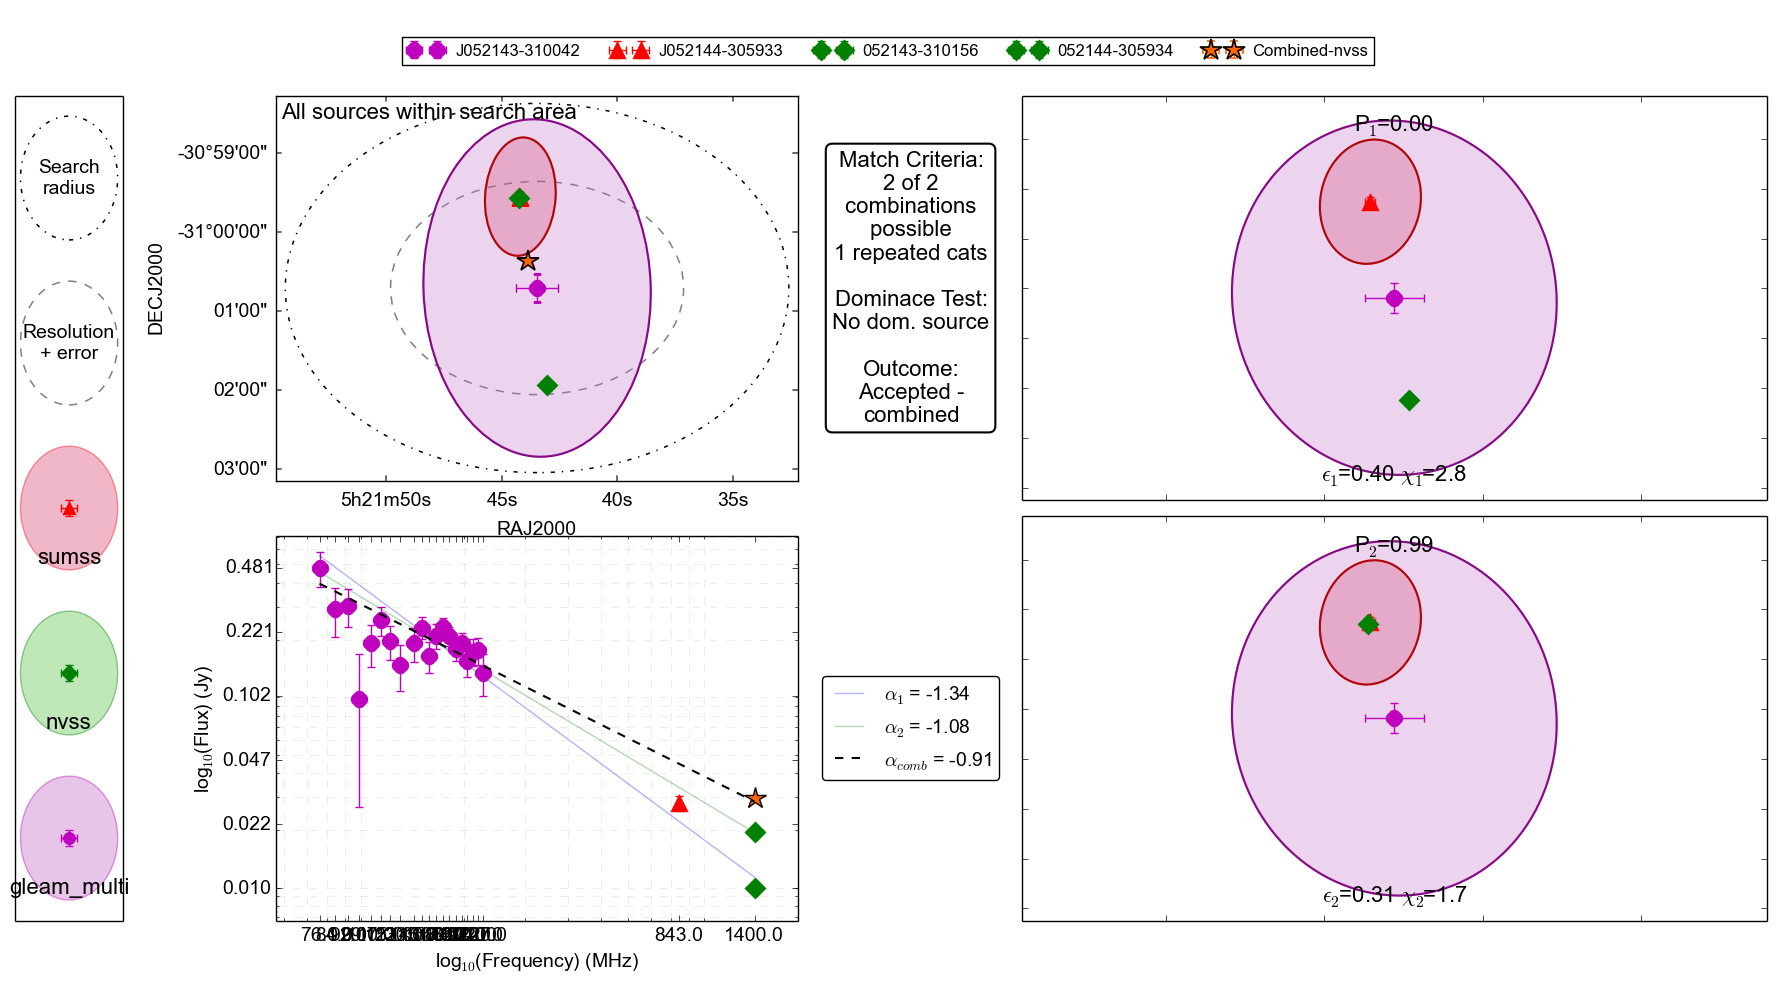 J052143-310042
J052144-305933
052143-310156
052144-305934
Combined-nvss
Search
radius
Resolution
+ error
sumss
nvss
gleam_multi
All sources within search area
DECJ2000
-30°59'00"
-31°00'00"
01'00"
02'00"
03'00"
5h21m50s
45s
40s
35s
RAJ2000
Match Criteria:
2 of 2
combinations
possible
1 repeated cats
Dominace Test:
No dom. source
Outcome:
Accepted -
combined
P1=0.00
ϵ1=0.40 χ1=2.8
log10(Flux) (Jy)
0.481
0.221
0.102
0.047
0.022
0.010
843.0
1400.0
log10(Frequency) (MHz)
α1 = -1.34
α2 = -1.08
αcomb = -0.91
P2=0.99
ϵ2=0.31 χ2=1.7